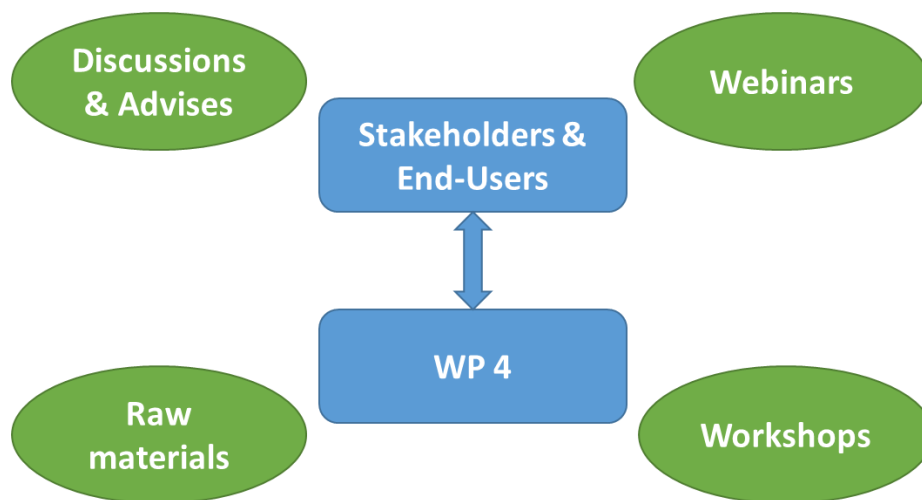 Discussions
& Advises
Webinars
Stakeholders &
End-Users
WP 4
Raw
materials
Workshops